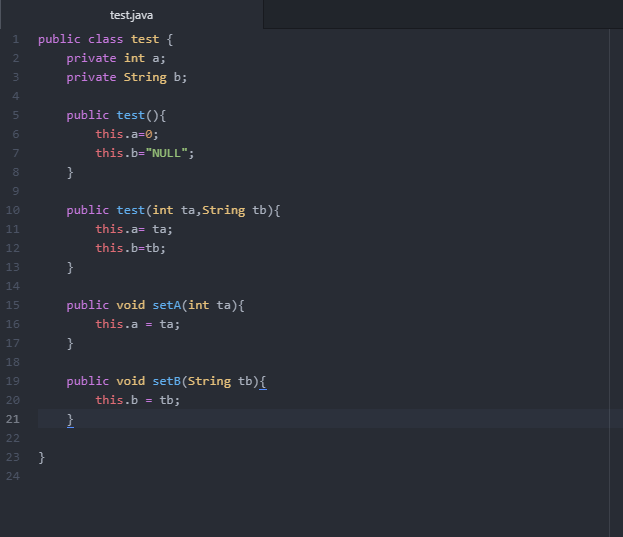 test.java
1 public class test {
2     private int a;
3     private String b;
4
5     public test(){
6         this.a=0;
7         this.b="NULL";
8     }
9
10     public test(int ta,String tb){
11         this.a= ta;
12         this.b=tb;
13     }
14
15     public void setA(int ta){
16         this.a = ta;
17     }
18
19     public void setB(String tb){
20         this.b = tb;
21     }
22
23 }
24